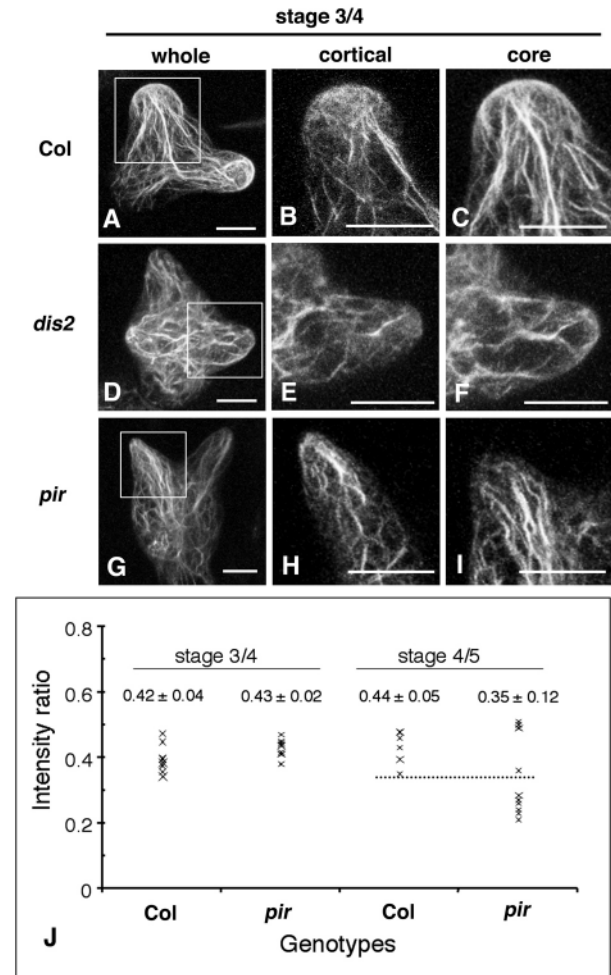 stage 3/4
whole cortical core
Col
A B C
dis2
D E F
pir
G H I
0.8
stage 3/4 stage 4/5
0.42 ± 0.04 0.43 ± 0.02 0.44 ± 0.05 0.35 ± 0.12
0.6
Intensity ratio
0.4
0.2
0
Col pir Col pir
J Genotypes